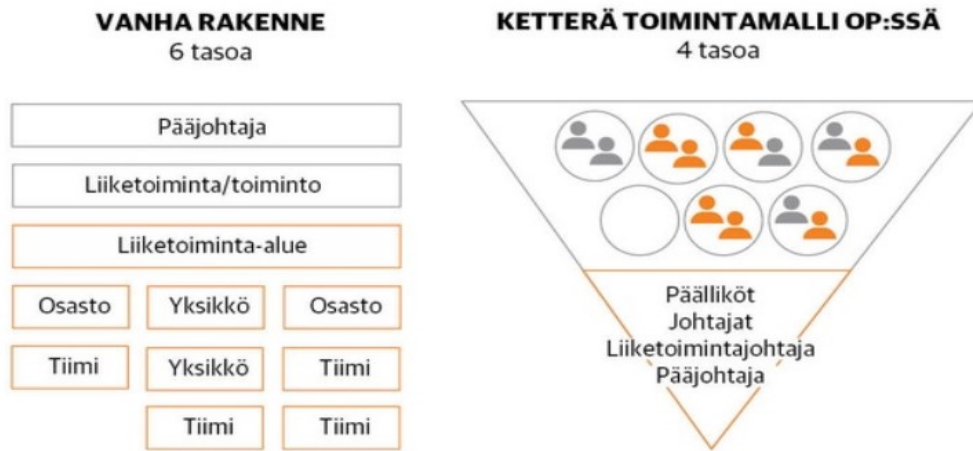 VANHA RAKENNE
6 tasoa
Pääjohtaja
Liiketoiminta/toiminto
Liiketoiminta-alue
Osasto Yksikkö Osasto
Tiimi Yksikkö Tiimi
Tiimi Tiimi
KETTERÄ TOIMINTAMALLI OP:SSÄ
4 tasoa
Päälliköt
Johtajat
Liiketoimintajohtaja
Pääjohtaja